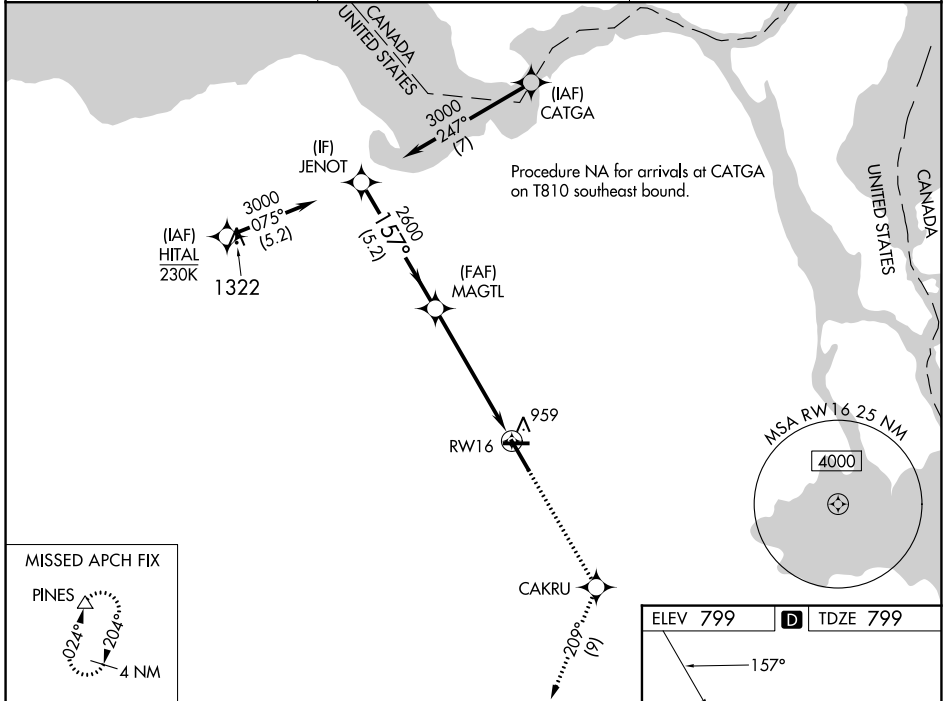 CANADA
UNITED STATES
(IAF)
CATGA
3000
247°
(7)
(IF)
JENOT
Procedure NA for arrivals at CATGA
on T810 southeast bound.
CANADA
UNITED STATES
3000
075°
(5.2)
(IAF)
HITAL
230K
1322
2600
157°
(5.2)
(FAF)
MAGTL
959
RW16
MSA RW16 25 NM
4000
MISSED APCH FIX
PINES
024°
204°
4 NM
CAKRU
209°
(9)
ELEV 799 D TDZE 799
157°